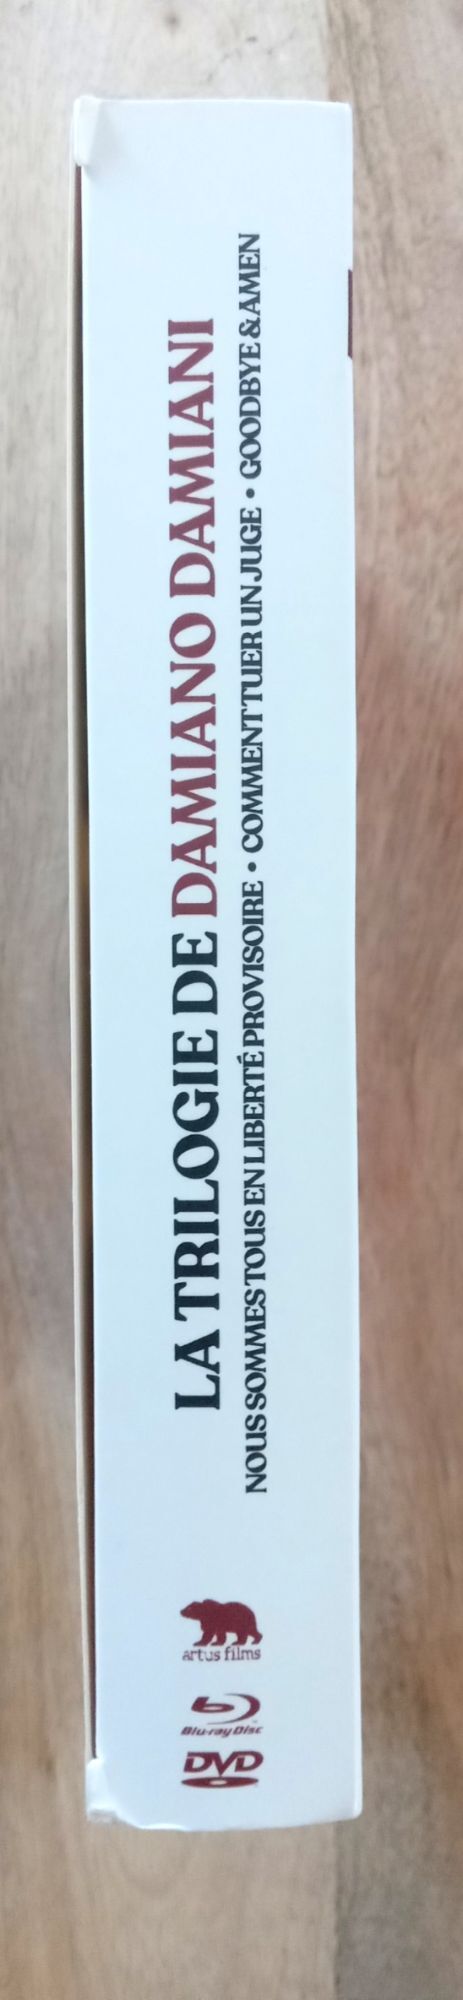 LA TRILOGIE DE DAMIANO DAMIANI
NOUS SOMMES TOUS EN LIBERTÉ PROVISOIRE • COMMENT TUER UN JUGE • GOODBYE & AMEN
artus films
Blu-ray Disc
DVD